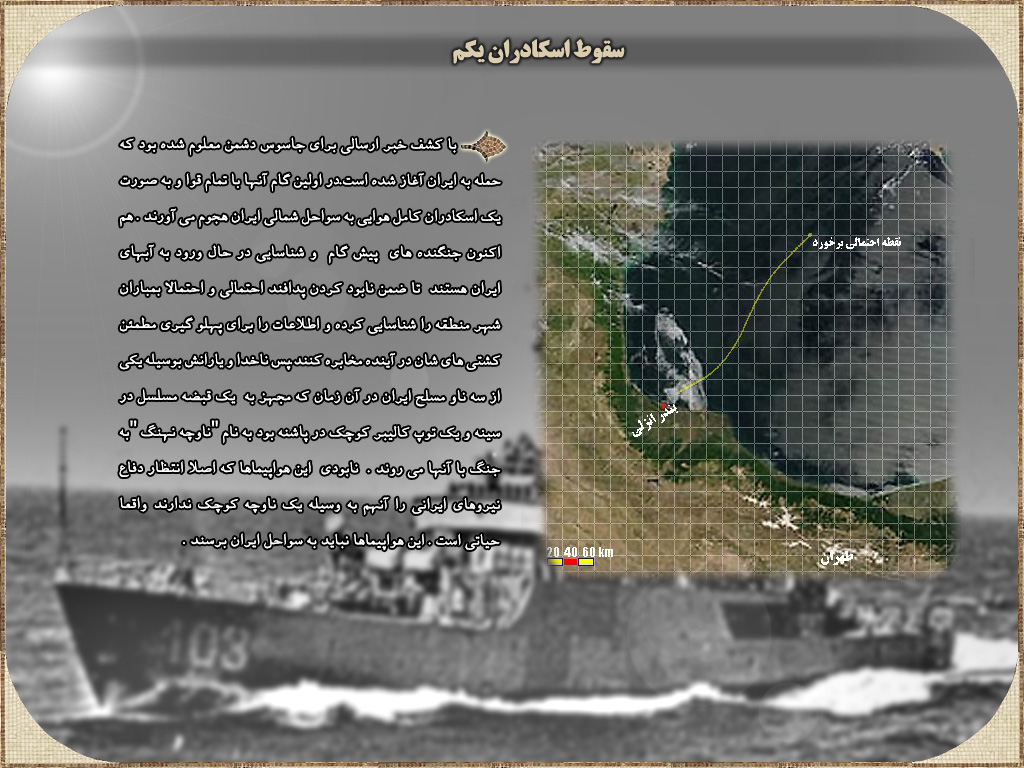 سقوط اسکادران یکم
با کشف خبر ارسالی برای جاسوس دشمن معلوم شده بود که
حمله به ایران آغاز شده است.در اولین گام آنها با تمام قوا و به صورت
یک اسکادران کامل هوایی به سواحل شمالی ایران هجوم می آورند . هم
اکنون جنگنده های پیش گام و شناسایی در حال ورود به آبهای
ایران هستند تا ضمن نابود کردن پدافند احتمالی و احتمالا بمباران
شهر منطقه را شناسایی کرده و اطلاعات را برای پهلو گیری مطمئن
کشتی های شان در آینده مخابره کنند.پس ناخدا و یارانش بوسیله یکی
از سه ناو مسلح ایران در آن زمان که مجهز به یک قبضه مسلسل در
سینه و یک توپ کالیبر کوچک در پاشنه بود به نام "ناوچه نهنگ "به
جنگ با آنها می روند . نابودی این هواپیماها که اصلا انتظار دفاع
نیروهای ایرانی را آنهم به وسیله یک ناوچه کوچک ندارند واقعا
حیاتی است . این هواپیماها نباید به سواحل ایران برسند .
نقطه احتمالی برخورد
بندر انزلی
طهران
20 40 60 km
103